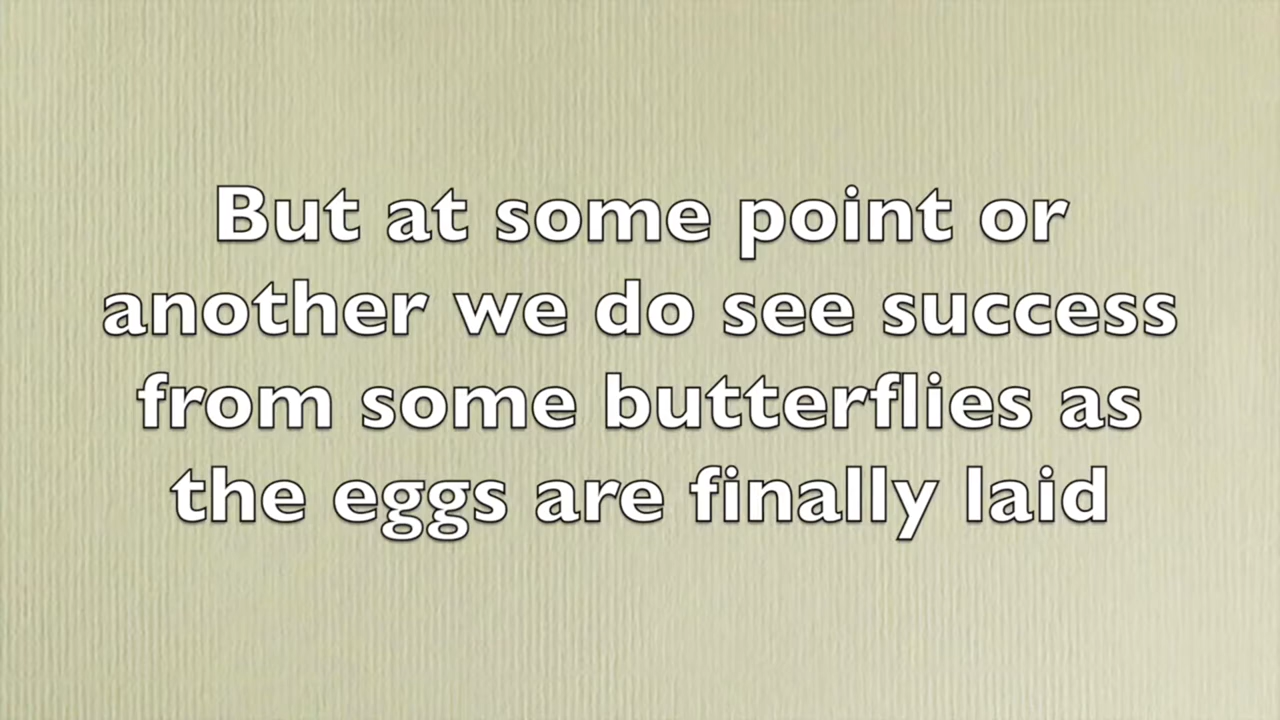 But at some point or
another we do see success
from some butterflies as
the eggs are finally laid